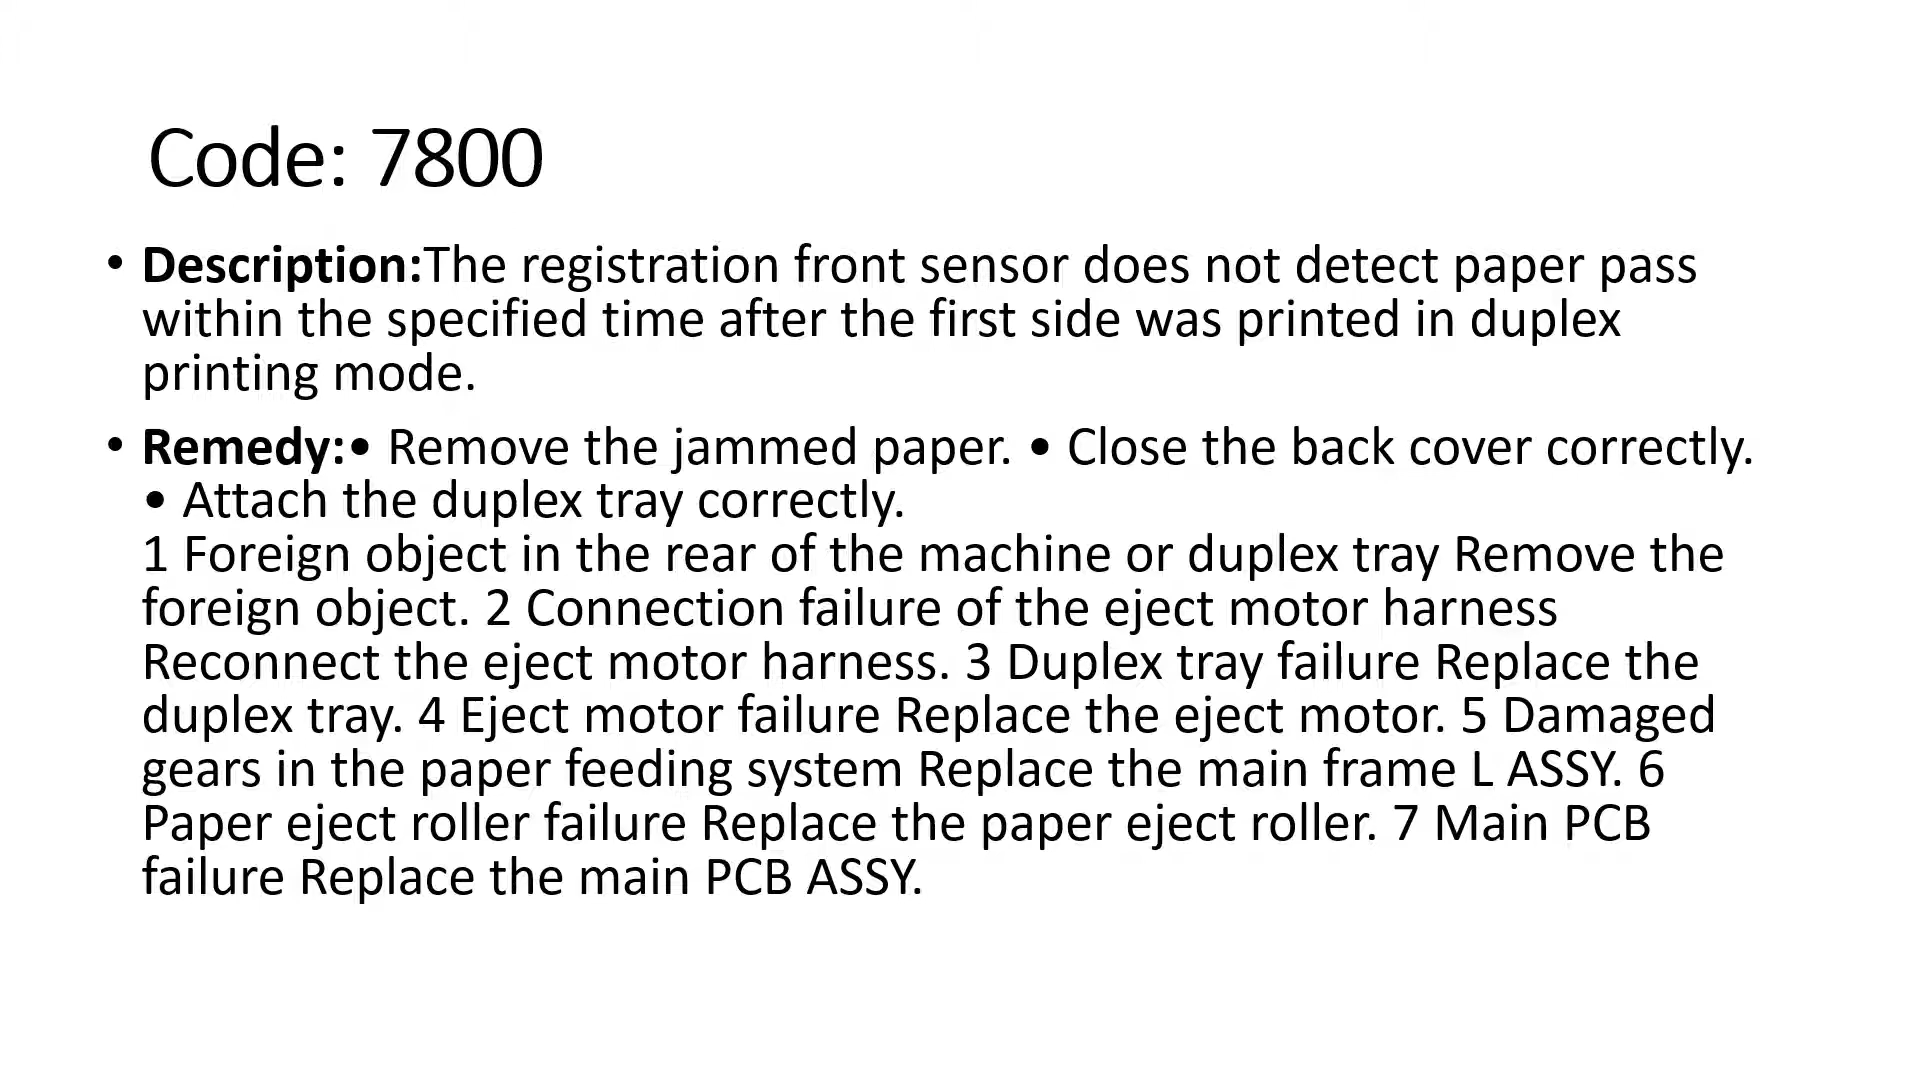 Code: 7800
• Description:The registration front sensor does not detect paper pass
within the specified time after the first side was printed in duplex
printing mode.
• Remedy:• Remove the jammed paper. • Close the back cover correctly.
• Attach the duplex tray correctly.
1 Foreign object in the rear of the machine or duplex tray Remove the
foreign object. 2 Connection failure of the eject motor harness
Reconnect the eject motor harness. 3 Duplex tray failure Replace the
duplex tray. 4 Eject motor failure Replace the eject motor. 5 Damaged
gears in the paper feeding system Replace the main frame L ASSY. 6
Paper eject roller failure Replace the paper eject roller. 7 Main PCB
failure Replace the main PCB ASSY.